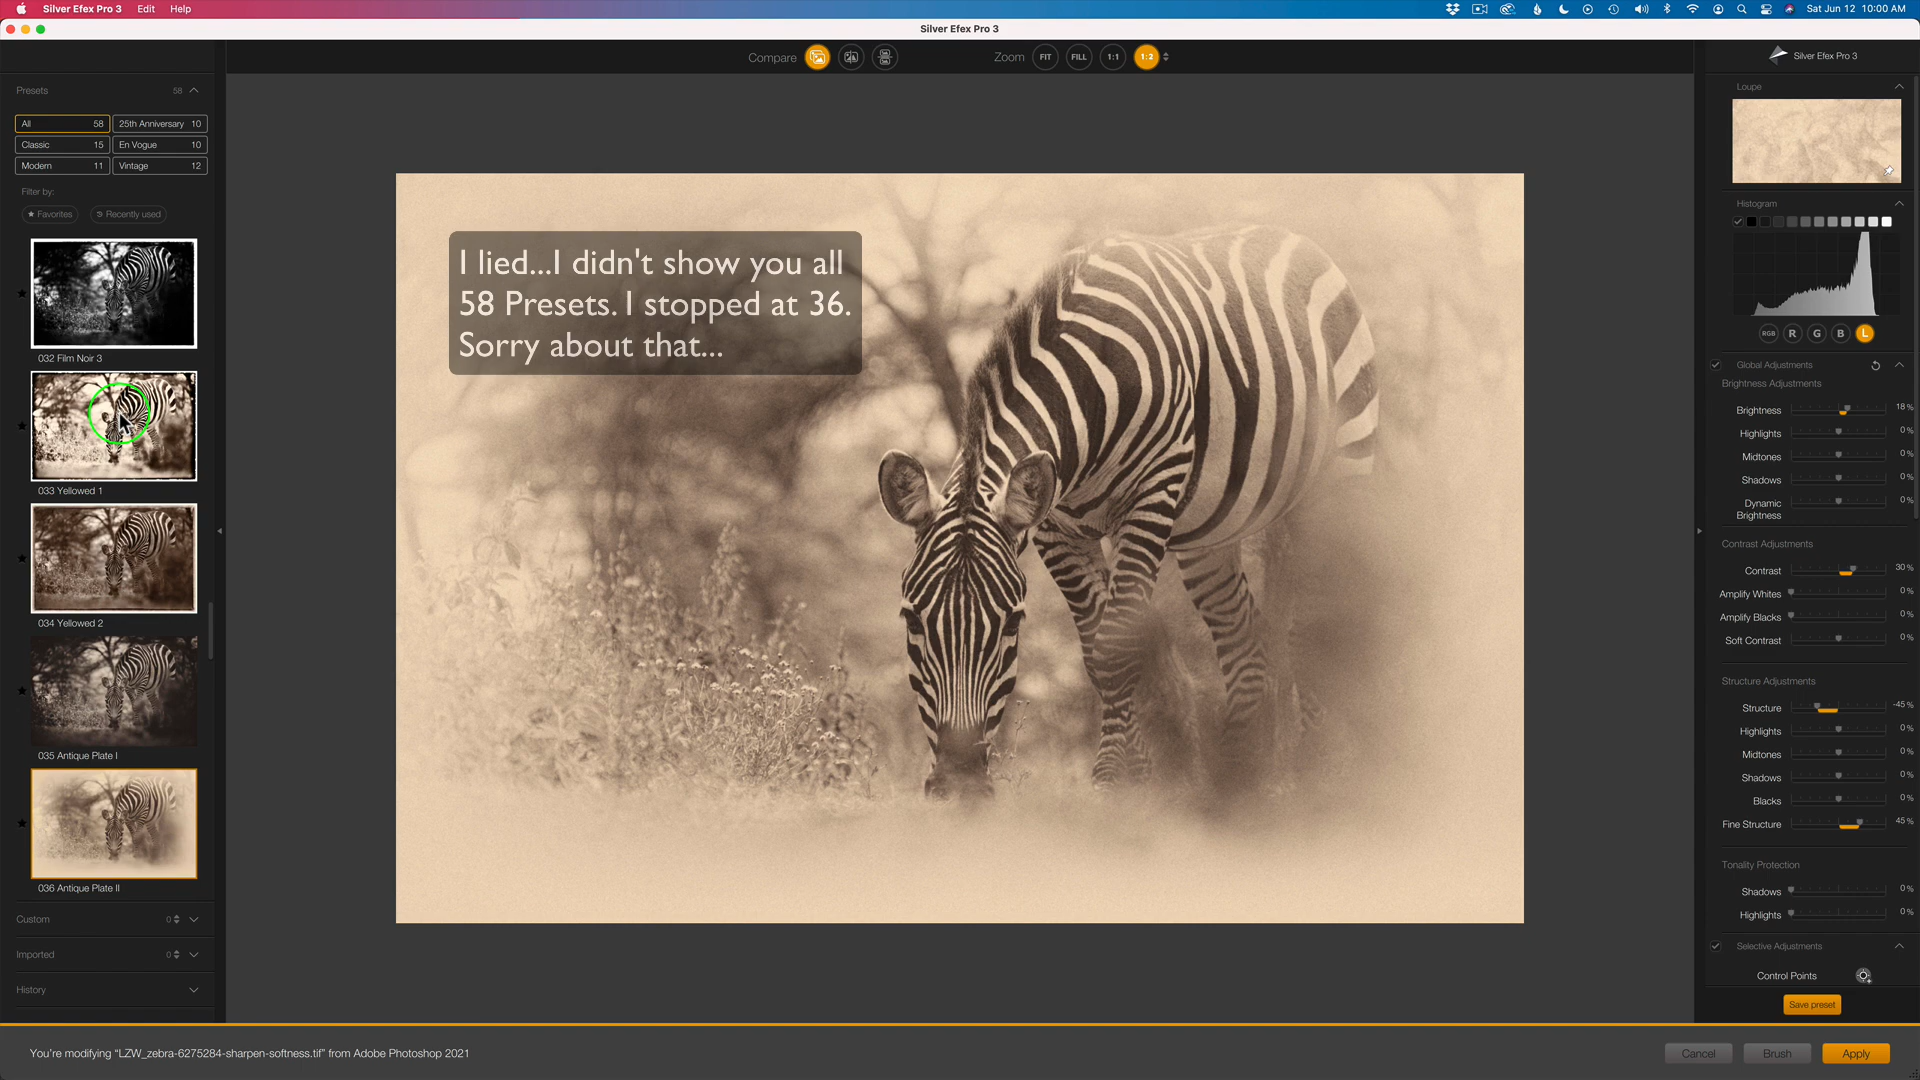 Silver Efex Pro 3 Edit Help
Sat Jun 12 10:00 AM
Silver Efex Pro 3
Compare
Zoom FIT FILL 1:1 1:2
Silver Efex Pro 3
Presets 58
All 58
25th Anniversary 10
Classic 15
En Vogue 10
Modern 11
Vintage 12
Filter by:
Favorites Recently used
032 Film Noir 3
033 Yellowed 1
034 Yellowed 2
035 Antique Plate I
036 Antique Plate II
Custom 0
Imported 0
History
I lied...I didn't show you all
58 Presets. I stopped at 36.
Sorry about that...
Loupe
Histogram
RGB R G B L
Global Adjustments
Brightness Adjustments
Brightness 18 %
Highlights 0 %
Midtones 0 %
Shadows 0 %
Dynamic
Brightness 0 %
Contrast Adjustments
Contrast 30 %
Amplify Whites 0 %
Amplify Blacks 0 %
Soft Contrast 0 %
Structure Adjustments
Structure -45 %
Highlights 0 %
Midtones 0 %
Shadows 0 %
Blacks 0 %
Fine Structure 45 %
Tonality Protection
Shadows 0 %
Highlights 0 %
Selective Adjustments
Control Points
Save preset
You're modifying "LZW_zebra-6275284-sharpen-softness.tif" from Adobe Photoshop 2021
Cancel Brush Apply